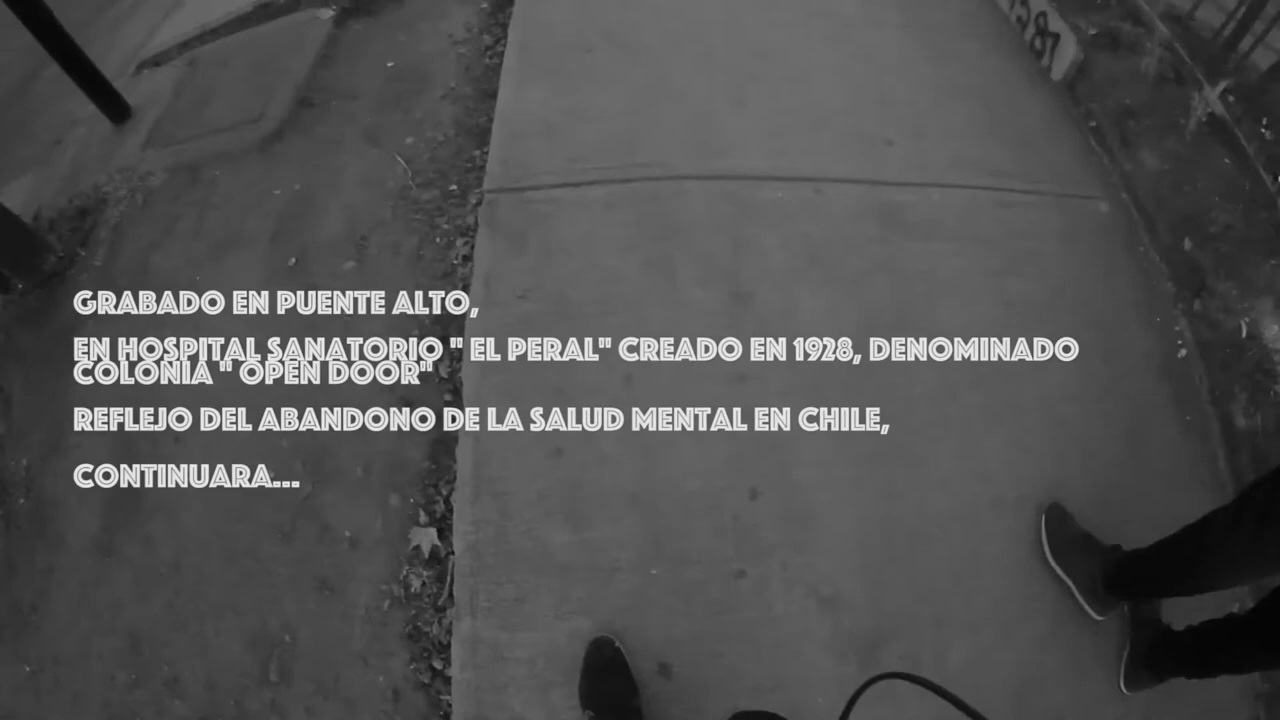 287
GRABADO EN PUENTE ALTO,
EN HOSPITAL SANATORIO " EL PERAL" CREADO EN 1928, DENOMINADO
COLONIA " OPEN DOOR"
REFLEJO DEL ABANDONO DE LA SALUD MENTAL EN CHILE,
CONTINUARA...